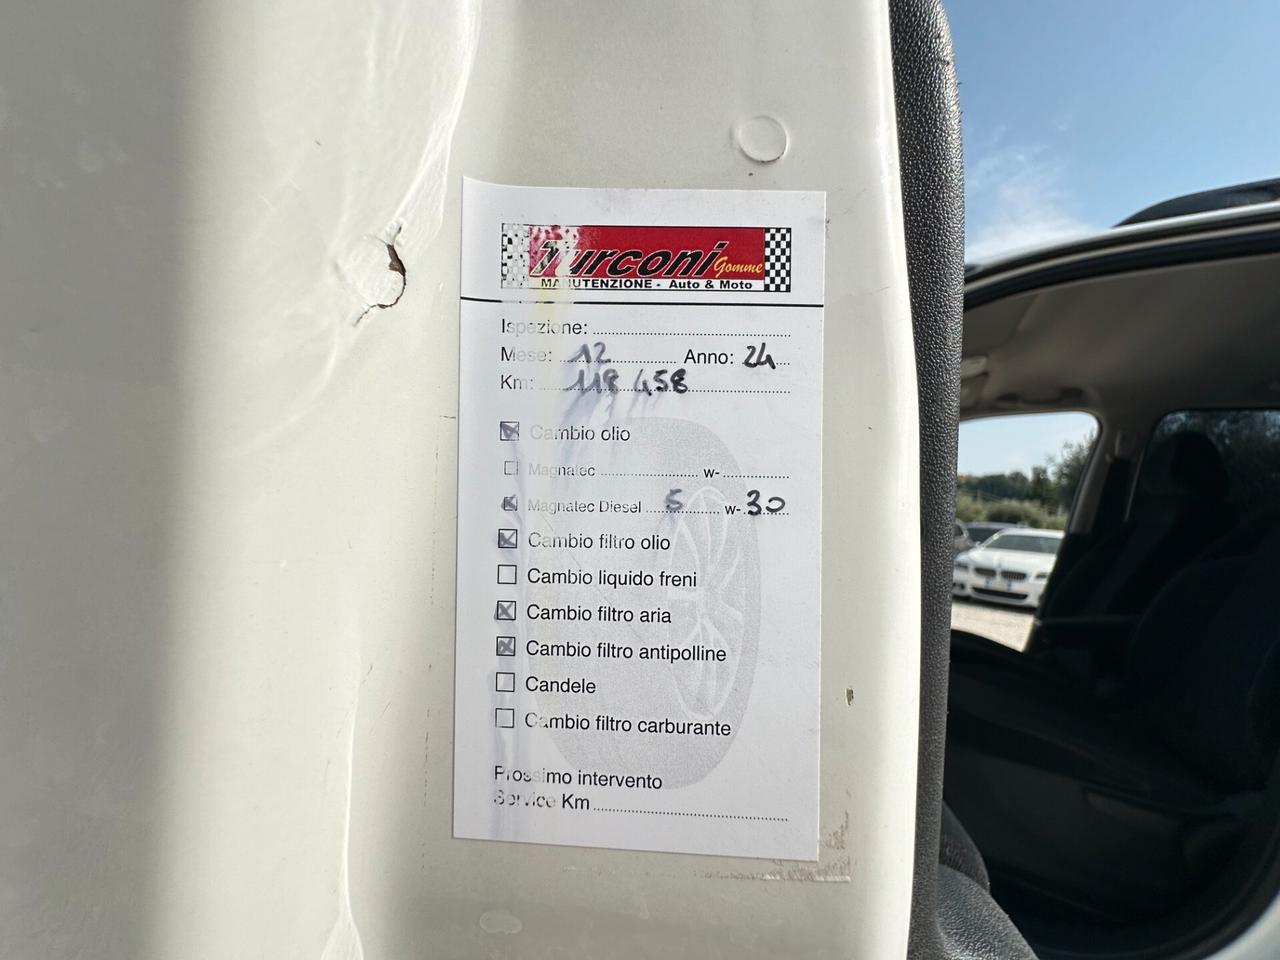 Turconi Gomme
MANUTENZIONE - Auto & Moto
Ispezione:
Mese: 12 Anno: 24
Km: 118 458
Cambio olio
Magnatec w-
Magnatec Diesel 5 w- 30
Cambio filtro olio
Cambio liquido freni
Cambio filtro aria
Cambio filtro antipolline
Candele
Cambio filtro carburante
Prossimo intervento
Service Km